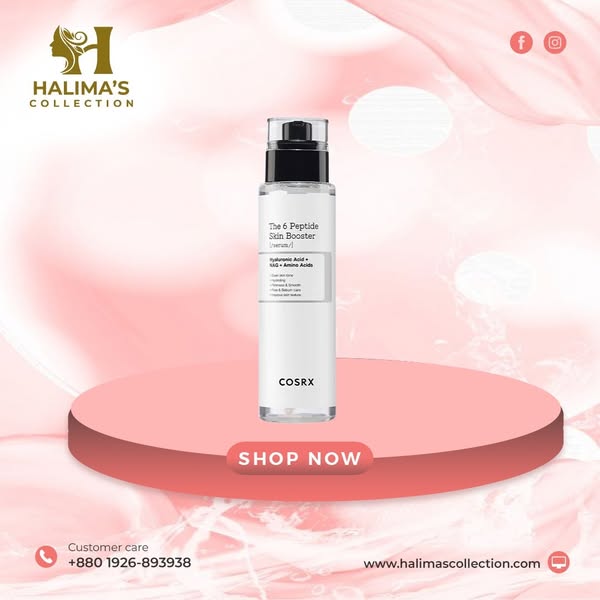 HALIMA'S
COLLECTION
The 6 Peptide
Skin Booster
[/serum/]
Hyaluronic Acid +
NAG + Amino Acids
COSRX
SHOP NOW
Customer care
+880 1926-893938
www.halimascollection.com